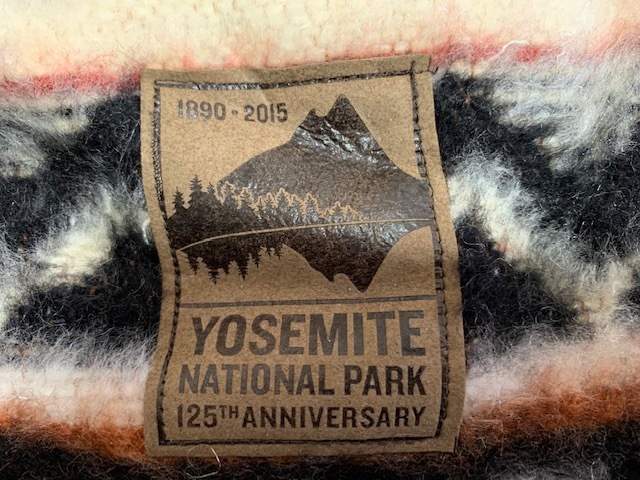 1890 • 2015
YOSEMITE
NATIONAL PARK
125TH ANNIVERSARY